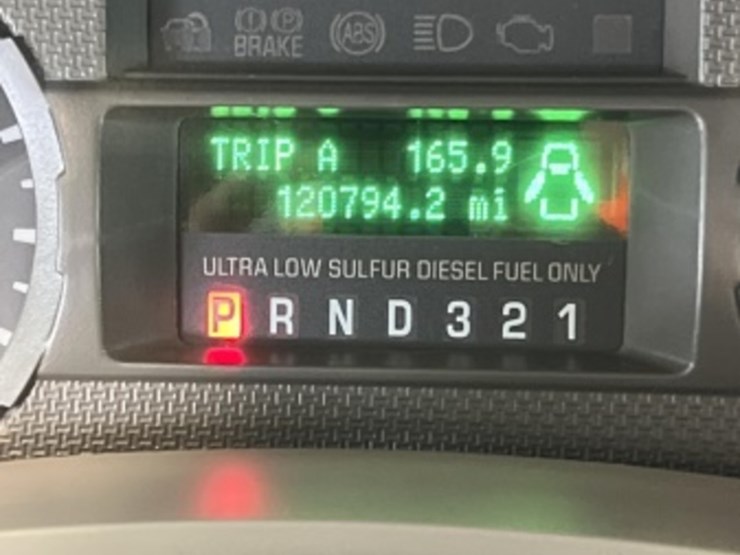 BRAKE
ABS
TRIP A 165.9
120794.2 mi
ULTRA LOW SULFUR DIESEL FUEL ONLY
P R N D 3 2 1